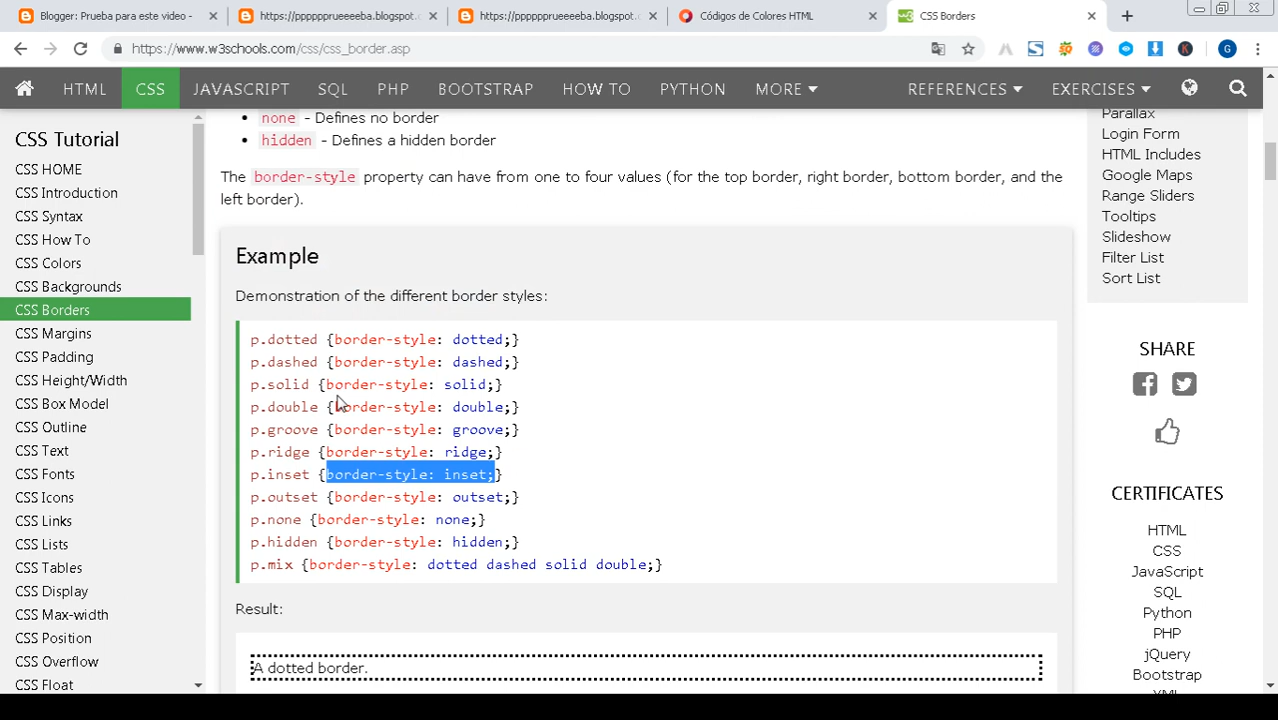 Blogger: Prueba para este video -
https://ppppppprueeeeba.blogspot.
https://ppppppprueeeeba.blogspot.
Códigos de Colores HTML
CSS Borders
https://www.w3schools.com/css/css_border.asp
G
HTML CSS JAVASCRIPT SQL PHP BOOTSTRAP HOW TO PYTHON MORE REFERENCES EXERCISES
CSS Tutorial
CSS HOME
CSS Introduction
CSS Syntax
CSS How To
CSS Colors
CSS Backgrounds
CSS Borders
CSS Margins
CSS Padding
CSS Height/Width
CSS Box Model
CSS Outline
CSS Text
CSS Fonts
CSS Icons
CSS Links
CSS Lists
CSS Tables
CSS Display
CSS Max-width
CSS Position
CSS Overflow
CSS Float
none - Defines no border
hidden - Defines a hidden border
The border-style property can have from one to four values (for the top border, right border, bottom border, and the
left border).
Example
Demonstration of the different border styles:
p.dotted {border-style: dotted;}
p.dashed {border-style: dashed;}
p.solid {border-style: solid;}
p.double {border-style: double;}
p.groove {border-style: groove;}
p.ridge {border-style: ridge;}
p.inset {border-style: inset;}
p.outset {border-style: outset;}
p.none {border-style: none;}
p.hidden {border-style: hidden;}
p.mix {border-style: dotted dashed solid double;}
Result:
A dotted border.
Parallax
Login Form
HTML Includes
Google Maps
Range Sliders
Tooltips
Slideshow
Filter List
Sort List
SHARE
CERTIFICATES
HTML
CSS
JavaScript
SQL
Python
PHP
jQuery
Bootstrap
XML